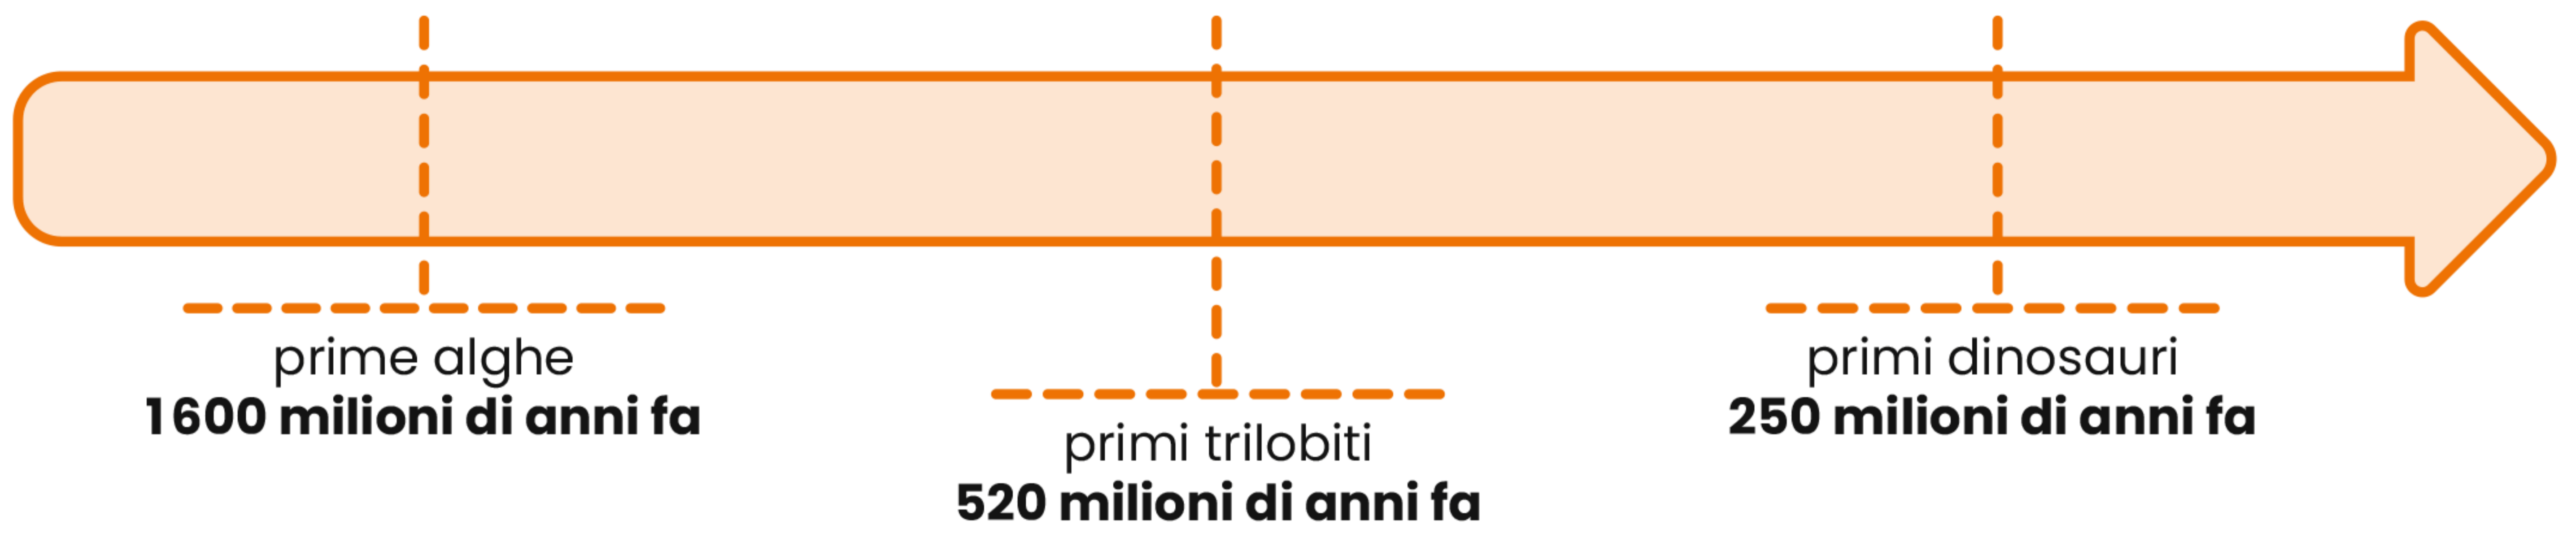 prime alghe
1600 milioni di anni fa
primi trilobiti
520 milioni di anni fa
primi dinosauri
250 milioni di anni fa